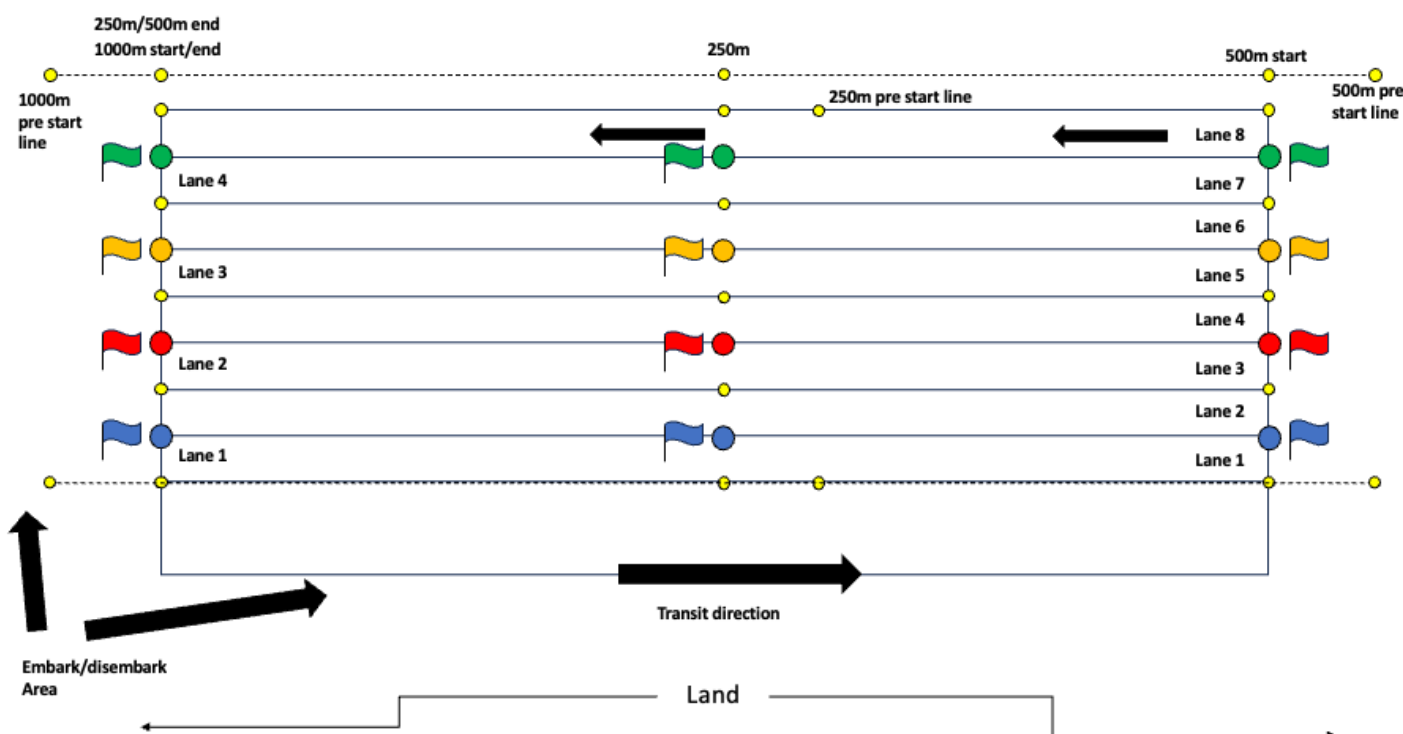 250m/500m end
1000m start/end
250m
500m start
1000m
pre start
line
250m pre start line
500m pre
start line
Lane 8
Lane 4
Lane 7
Lane 6
Lane 3
Lane 5
Lane 4
Lane 2
Lane 3
Lane 2
Lane 1
Lane 1
Transit direction
Embark/disembark
Area
Land